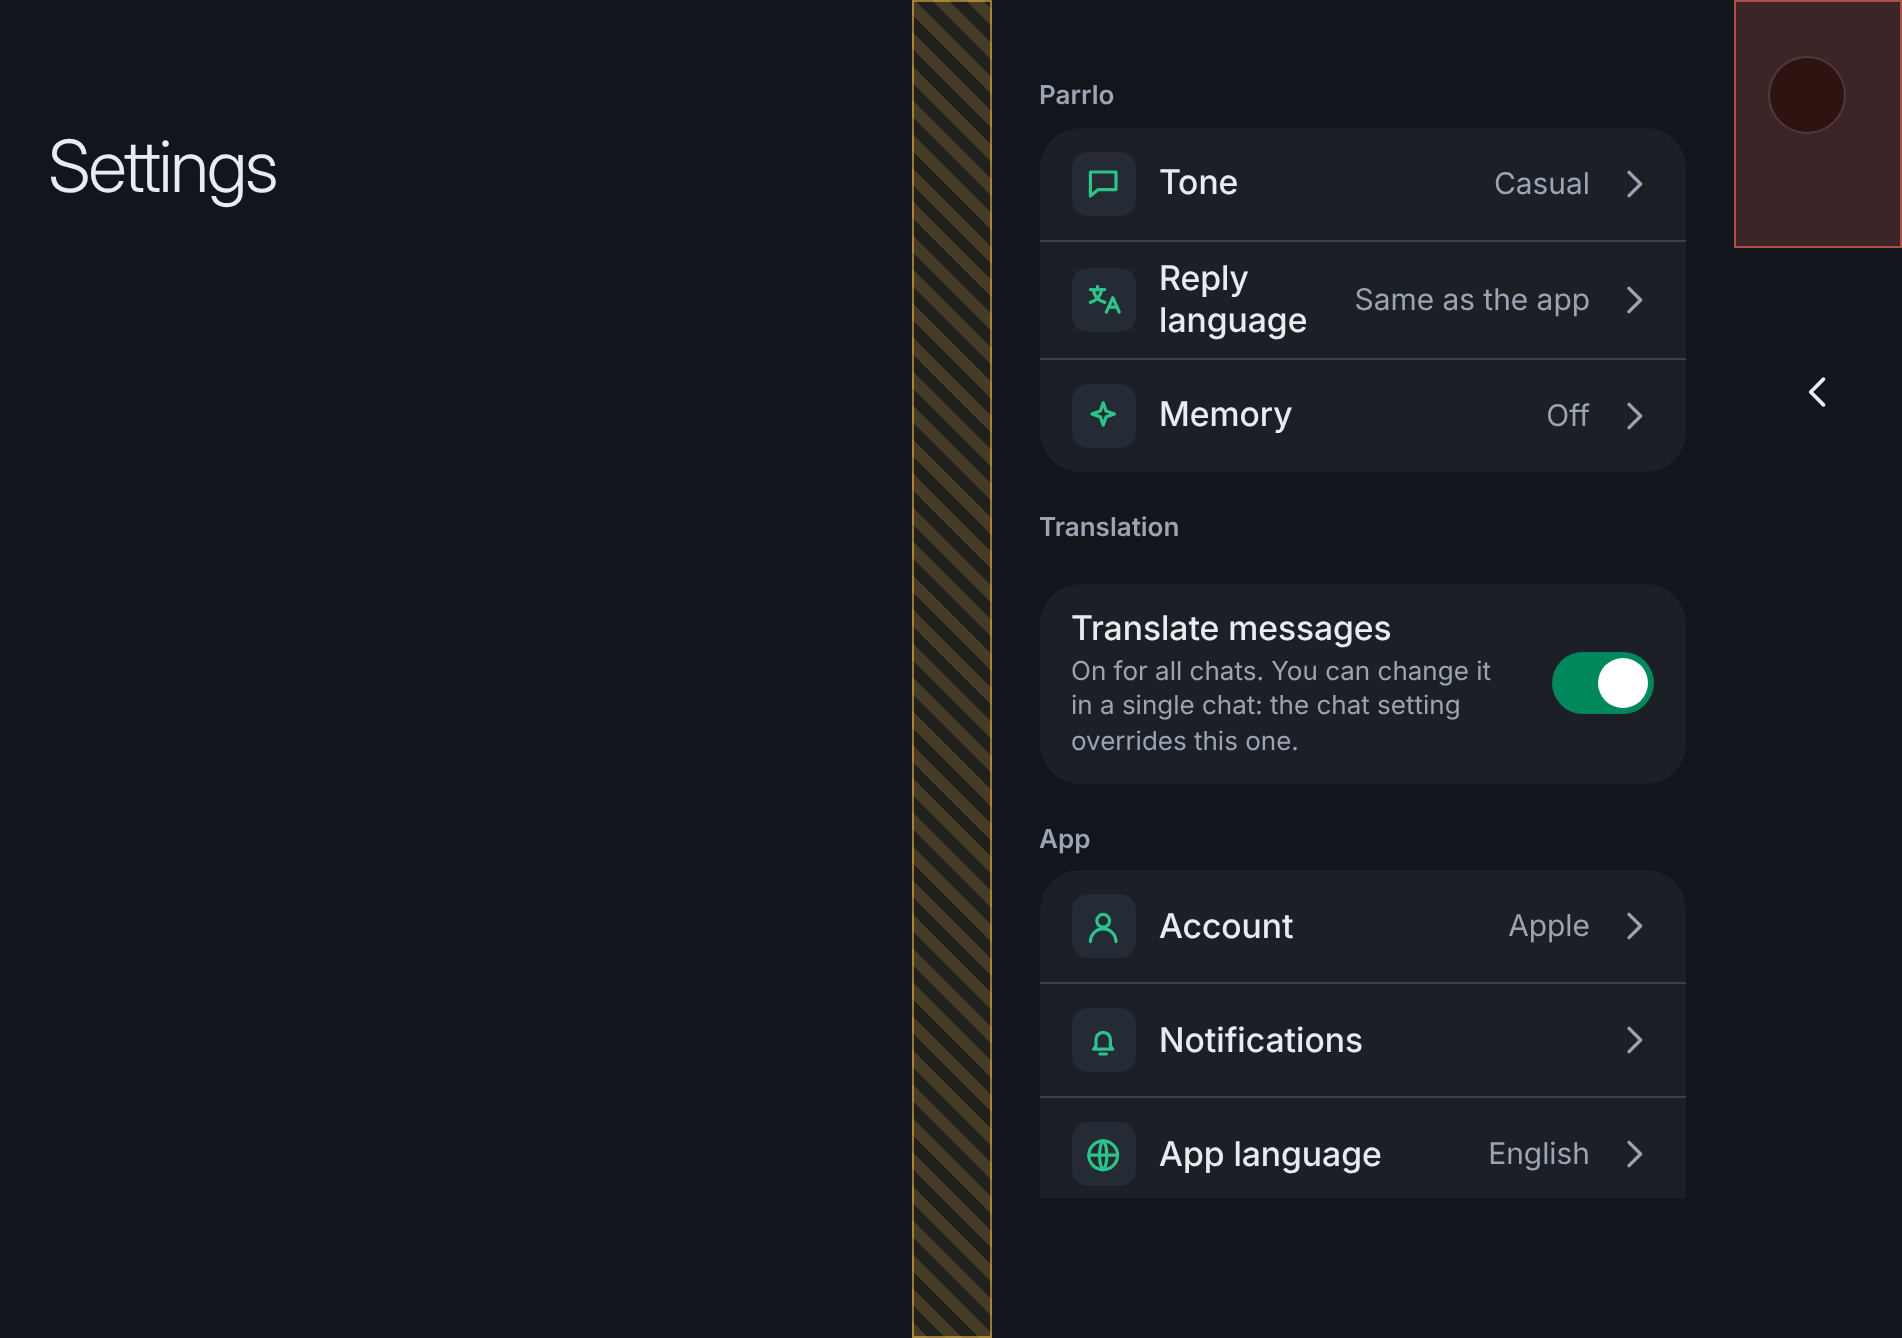 Settings
Parrlo
Tone
Casual
Reply
language
Same as the app
Memory
Off
Translation
Translate messages
On for all chats. You can change it
in a single chat: the chat setting
overrides this one.
App
Account
Apple
Notifications
App language
English